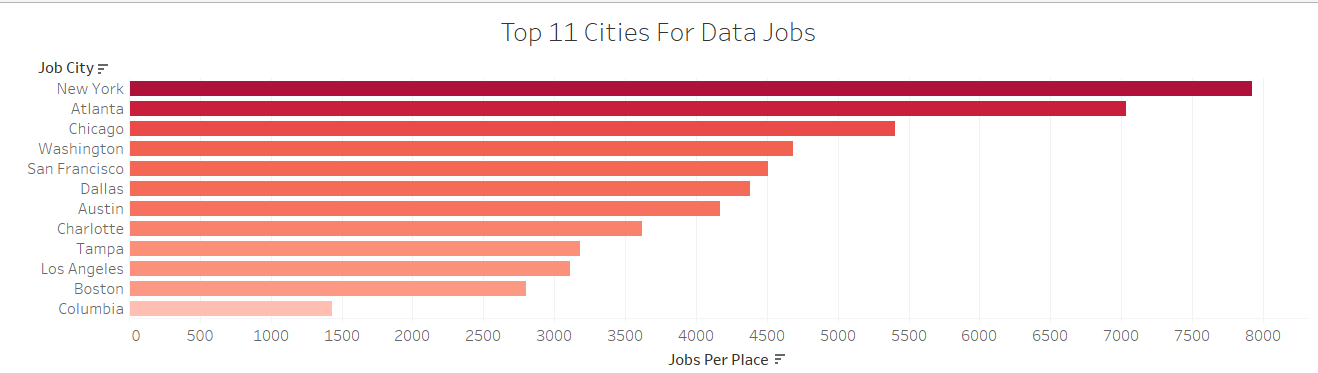 Top 11 Cities For Data Jobs
Job City
New York
Atlanta
Chicago
Washington
San Francisco
Dallas
Austin
Charlotte
Tampa
Los Angeles
Boston
Columbia
0 500 1000 1500 2000 2500 3000 3500 4000 4500 5000 5500 6000 6500 7000 7500 8000
Jobs Per Place